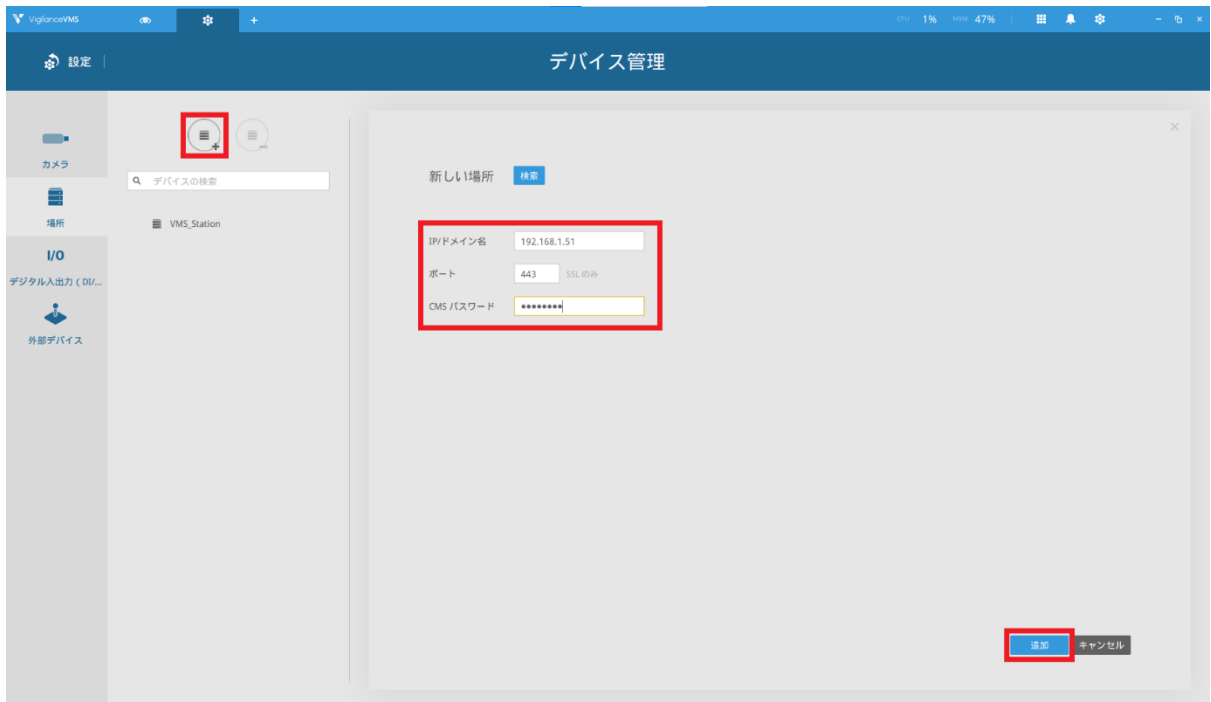 VigilanceVMS
CPU 1% MEM 47%
設定
デバイス管理
カメラ
場所
I/O
デジタル入出力 ( DI/...
外部デバイス
デバイスの検索
VMS_Station
新しい場所 検索
IP/ドメイン名 192.168.1.51
ポート 443 SSL のみ
CMS パスワード ••••••••
追加 キャンセル